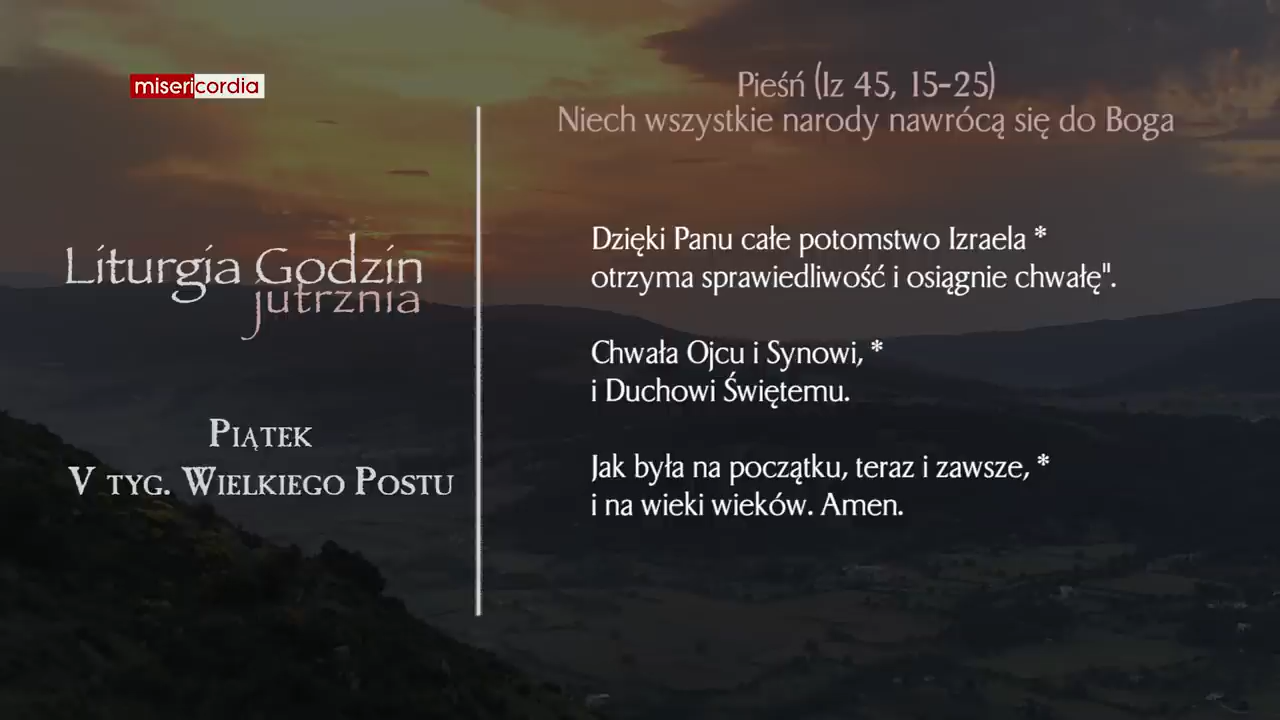 misericordia
Liturgia Godzin
jutrznia
Piątek
V tyg. Wielkiego Postu
Pieśń (Iz 45, 15-25)
Niech wszystkie narody nawrócą się do Boga
Dzięki Panu całe potomstwo Izraela *
otrzyma sprawiedliwość i osiągnie chwałę".
Chwała Ojcu i Synowi, *
i Duchowi Świętemu.
Jak była na początku, teraz i zawsze, *
i na wieki wieków. Amen.